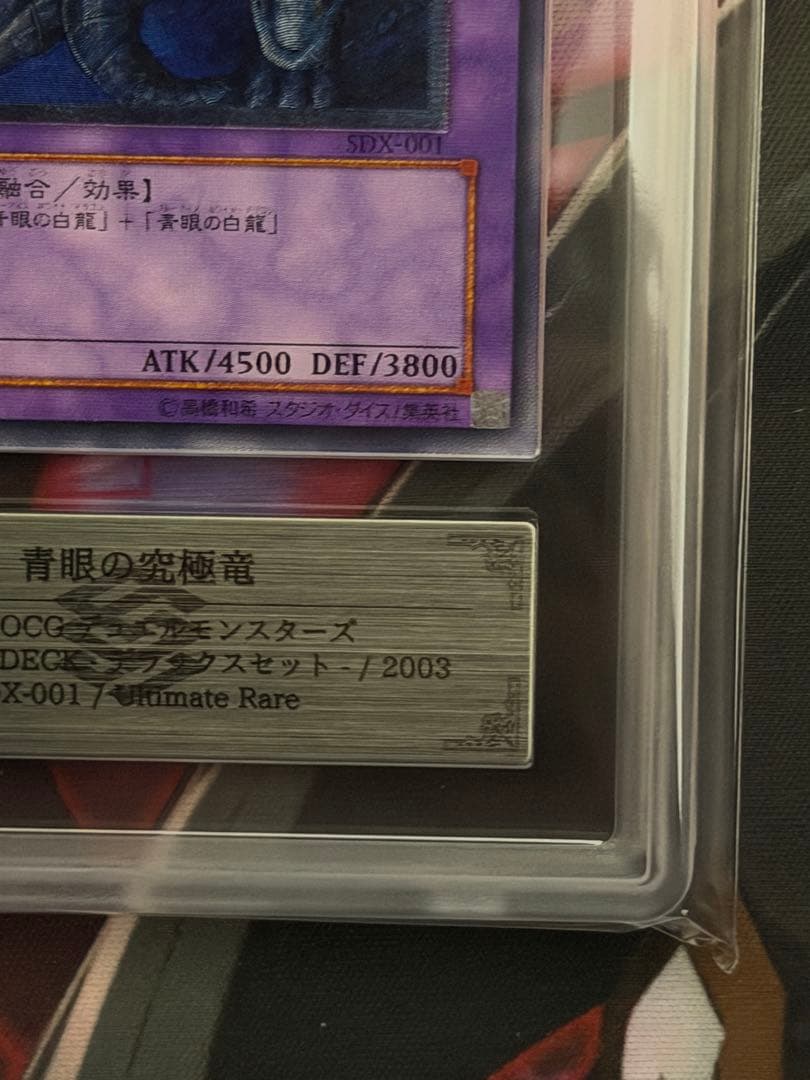 SDX-001
融合／効果】
眼の白龍」＋「青眼の白龍」
ATK/4500 DEF/3800
©高橋和希 スタジオ・ダイス/集英社
青眼の究極竜
OCG デュエルモンスターズ
DECK - デラックスセット - / 2003
X-001 / Ultimate Rare